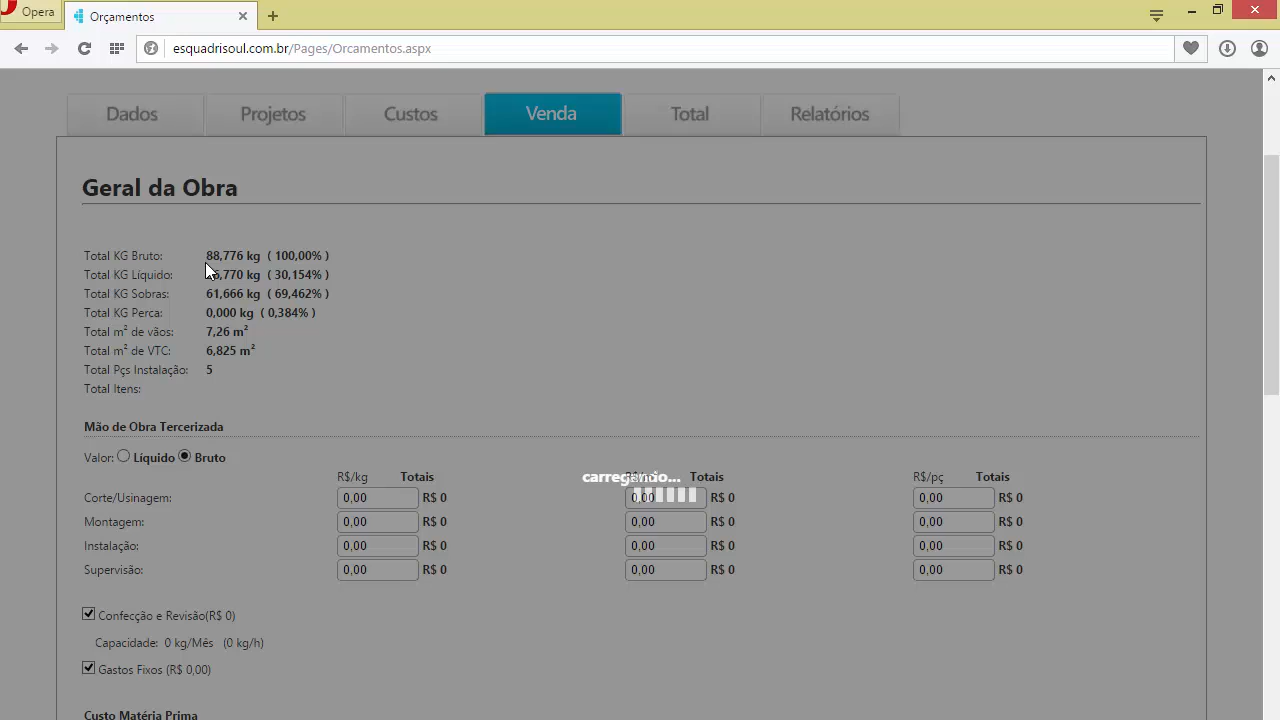 Opera
Orçamentos
esquadrisoul.com.br/Pages/Orcamentos.aspx
Dados Projetos Custos Venda Total Relatórios
Geral da Obra
Total KG Bruto: 88,776 kg ( 100,00% )
Total KG Líquido: ,770 kg ( 30,154% )
Total KG Sobras: 61,666 kg ( 69,462% )
Total KG Perca: 0,000 kg ( 0,384% )
Total m² de vãos: 7,26 m²
Total m² de VTC: 6,825 m²
Total Pçs Instalação: 5
Total Itens:
Mão de Obra Tercerizada
Valor: Líquido Bruto
R$/kg Totais Totais R$/pç Totais
carregando...
Corte/Usinagem: 0,00 R$ 0 0,00 R$ 0 0,00 R$ 0
Montagem: 0,00 R$ 0 0,00 R$ 0 0,00 R$ 0
Instalação: 0,00 R$ 0 0,00 R$ 0 0,00 R$ 0
Supervisão: 0,00 R$ 0 0,00 R$ 0 0,00 R$ 0
Confecção e Revisão(R$ 0)
Capacidade: 0 kg/Mês (0 kg/h)
Gastos Fixos (R$ 0,00)
Custo Matéria Prima